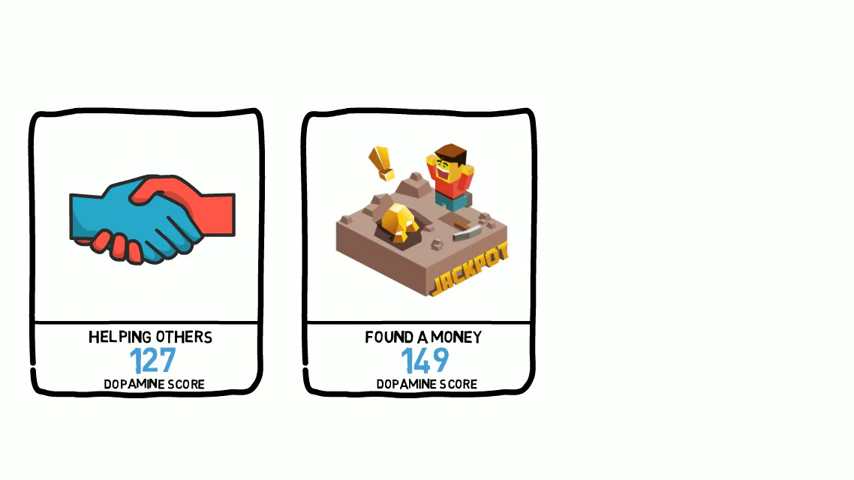 HELPING OTHERS
127
DOPAMINE SCORE
JACKPOT
FOUND A MONEY
149
DOPAMINE SCORE